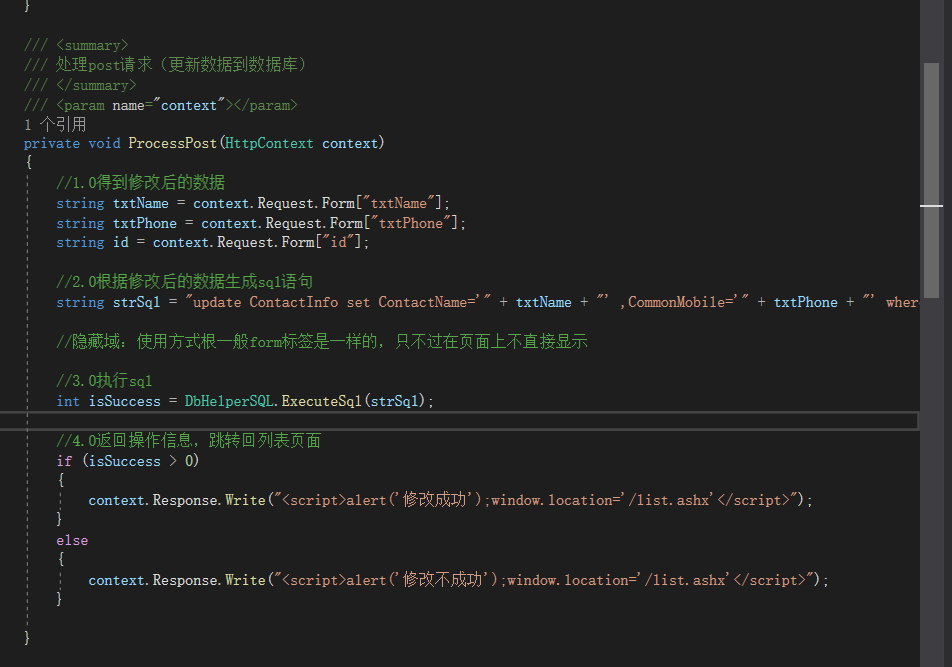 }
/// <summary>
/// 处理post请求（更新数据到数据库）
/// </summary>
/// <param name="context"></param>
1 个引用
private void ProcessPost(HttpContext context)
{
//1.0得到修改后的数据
string txtName = context.Request.Form["txtName"];
string txtPhone = context.Request.Form["txtPhone"];
string id = context.Request.Form["id"];
//2.0根据修改后的数据生成sql语句
string strSql = "update ContactInfo set ContactName='" + txtName + "' ,CommonMobile='" + txtPhone + "' wher
//隐藏域：使用方式根一般form标签是一样的，只不过在页面上不直接显示
//3.0执行sql
int isSuccess = DbHelperSQL.ExecuteSql(strSql);
//4.0返回操作信息，跳转回列表页面
if (isSuccess > 0)
{
context.Response.Write("<script>alert('修改成功');window.location='/list.ashx'</script>");
}
else
{
context.Response.Write("<script>alert('修改不成功');window.location='/list.ashx'</script>");
}
}